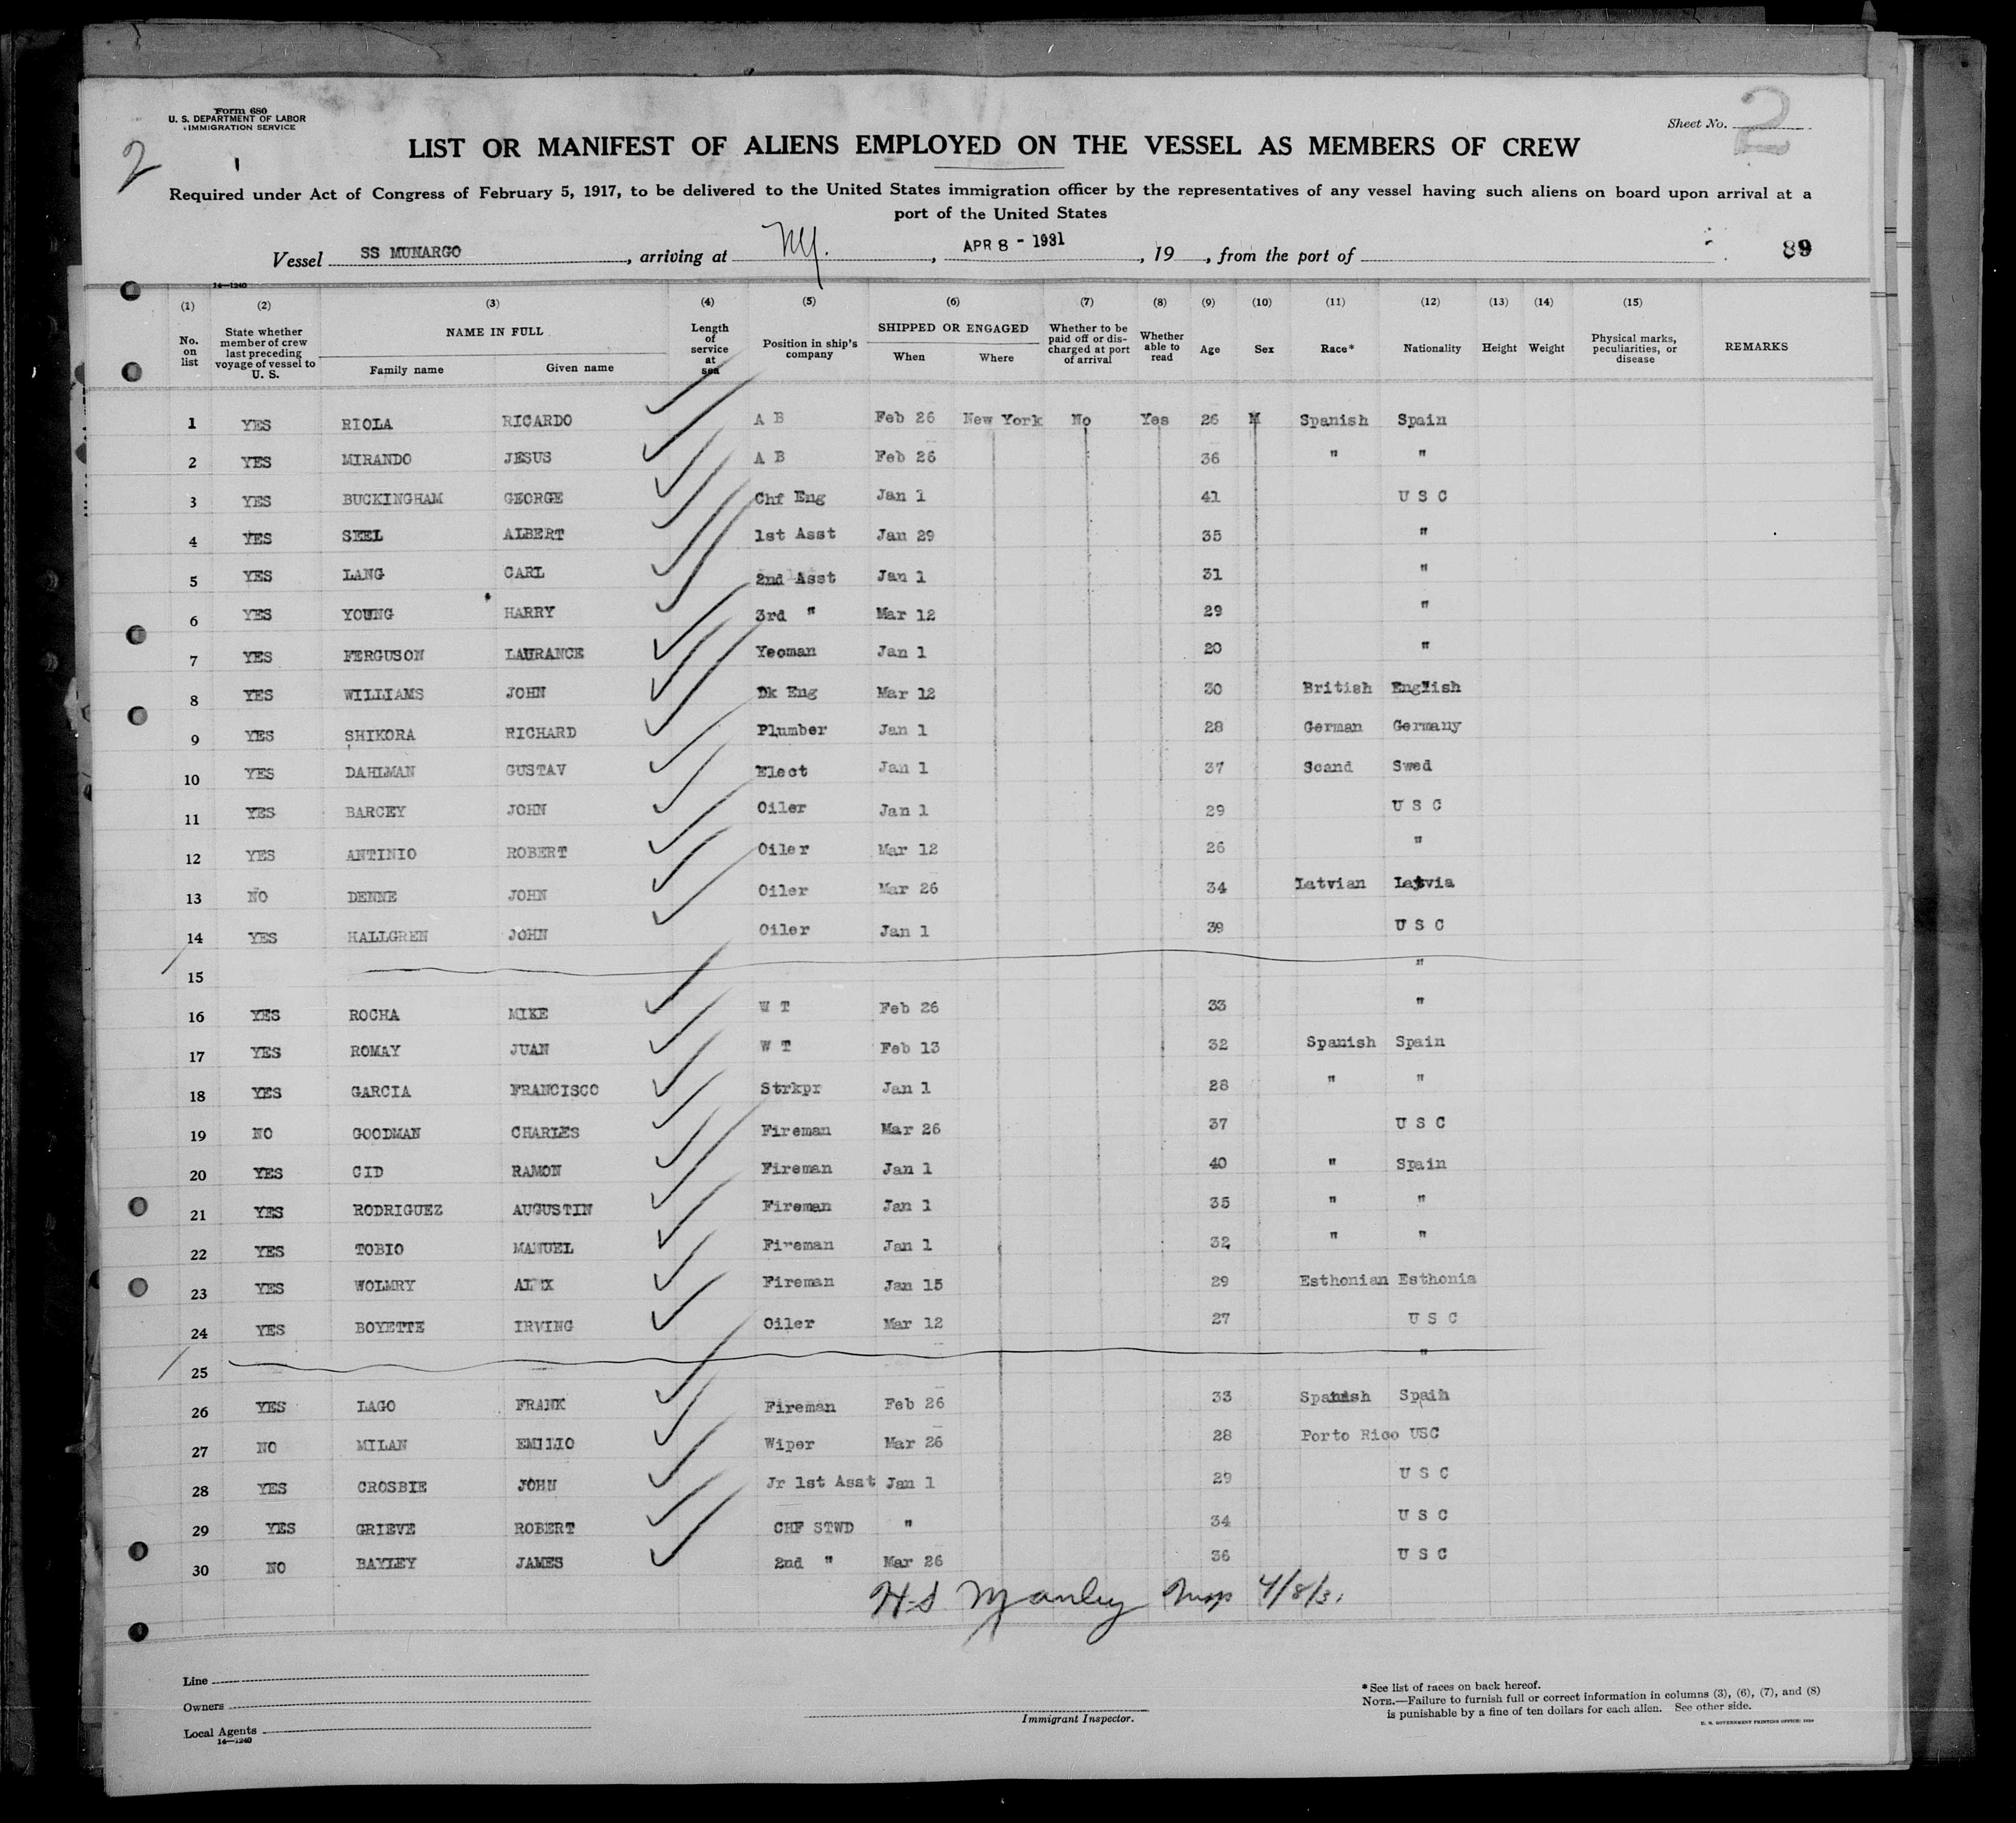 Form 680
U. S. DEPARTMENT OF LABOR
IMMIGRATION SERVICE
Sheet No. 2
2
LIST OR MANIFEST OF ALIENS EMPLOYED ON THE VESSEL AS MEMBERS OF CREW
Required under Act of Congress of February 5, 1917, to be delivered to the United States immigration officer by the representatives of any vessel having such aliens on board upon arrival at a
port of the United States
Vessel SS MUNARGO, arriving at NY., APR 8 - 1931, 19, from the port of 89
14—1240
(1) (2) (3) (4) (5) (6) (7) (8) (9) (10) (11) (12) (13) (14) (15)
No. on list State whether member of crew last preceding voyage of vessel to U. S. NAME IN FULL Family name Given name Length of service at sea Position in ship's company SHIPPED OR ENGAGED When Where Whether to be paid off or discharged at port of arrival Whether able to read Age Sex Race* Nationality Height Weight Physical marks, peculiarities, or disease REMARKS
1 YES RIOLA RICARDO A B Feb 26 New York No Yes 26 M Spanish Spain
2 YES MIRANDO JESUS A B Feb 26 36 " "
3 YES BUCKINGHAM GEORGE Chf Eng Jan 1 41 U S C
4 YES SEEL ALBERT 1st Asst Jan 29 35 "
5 YES LANG CARL 2nd Asst Jan 1 31 "
6 YES YOUNG HARRY 3rd " Mar 12 29 "
7 YES FERGUSON LAURANCE Yeoman Jan 1 20 "
8 YES WILLIAMS JOHN Dk Eng Mar 12 30 British English
9 YES SHIKORA RICHARD Plumber Jan 1 28 German Germany
10 YES DAHLMAN GUSTAV Elect Jan 1 37 Scand Swed
11 YES BARCEY JOHN Oiler Jan 1 29 U S C
12 YES ANTINIO ROBERT Oiler Mar 12 26 "
13 NO DENNE JOHN Oiler Mar 26 34 Latvian Latvia
14 YES HALLGREN JOHN Oiler Jan 1 39 U S C
15 "
16 YES ROCHA MIKE W T Feb 26 33 "
17 YES ROMAY JUAN W T Feb 13 32 Spanish Spain
18 YES GARCIA FRANCISCO Strkpr Jan 1 28 " "
19 NO GOODMAN CHARLES Fireman Mar 26 37 U S C
20 YES CID RAMON Fireman Jan 1 40 " Spain
21 YES RODRIGUEZ AUGUSTIN Fireman Jan 1 35 " "
22 YES TOBIO MANUEL Fireman Jan 1 32 " "
23 YES WOLMRY ALEX Fireman Jan 15 29 Esthonian Esthonia
24 YES BOYETTE IRVING Oiler Mar 12 27 U S C
25 "
26 YES LAGO FRANK Fireman Feb 26 33 Spanish Spain
27 NO MILAN EMILIO Wiper Mar 26 28 Porto Rico USC
28 YES CROSBIE JOHN Jr 1st Asst Jan 1 29 U S C
29 YES GRIEVE ROBERT CHF STWD " 34 U S C
30 NO BAYLEY JAMES 2nd " Mar 26 36 U S C
H S Manley Insp 4/8/31
Line
Owners
Local Agents
14—1240
Immigrant Inspector.
* See list of races on back hereof.
NOTE.—Failure to furnish full or correct information in columns (3), (6), (7), and (8)
is punishable by a fine of ten dollars for each alien. See other side.
U. S. GOVERNMENT PRINTING OFFICE: